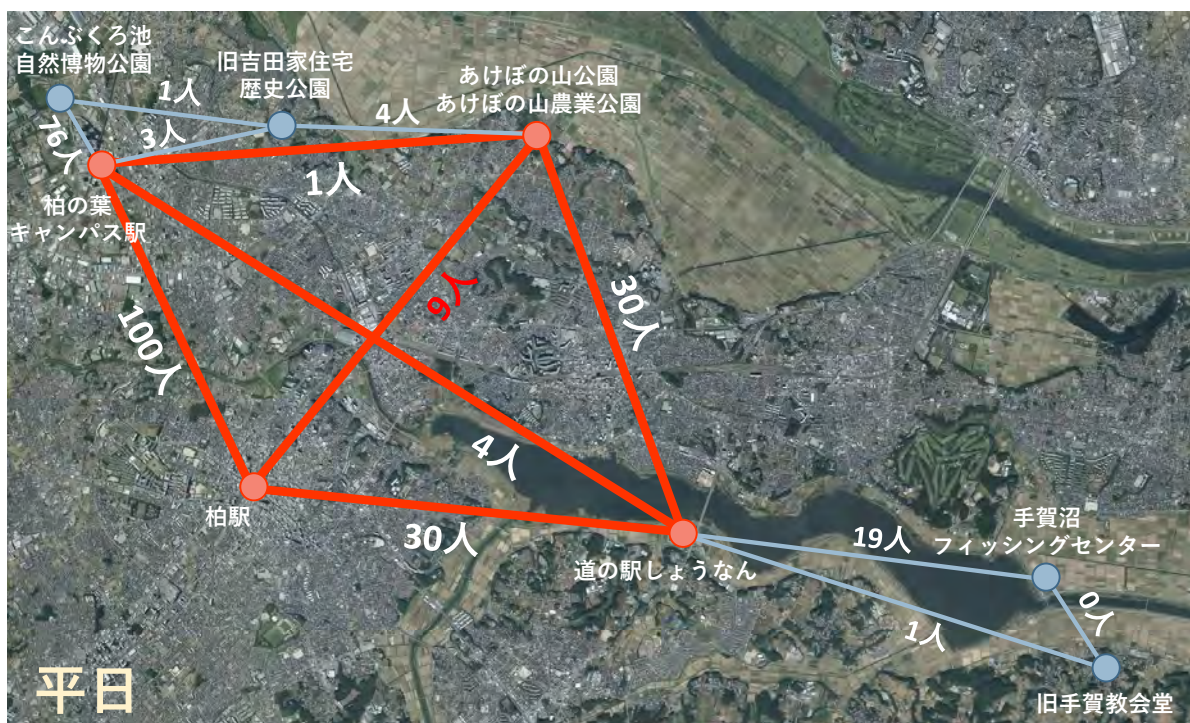 こんぶくろ池
自然博物公園
旧吉田家住宅
歴史公園
あけぼの山公園
あけぼの山農業公園
1人
4人
76人
3人
1人
柏の葉
キャンパス駅
9人
30人
100人
4人
柏駅
30人
道の駅しょうなん
19人
手賀沼
フィッシングセンター
0人
1人
旧手賀教会堂
平日